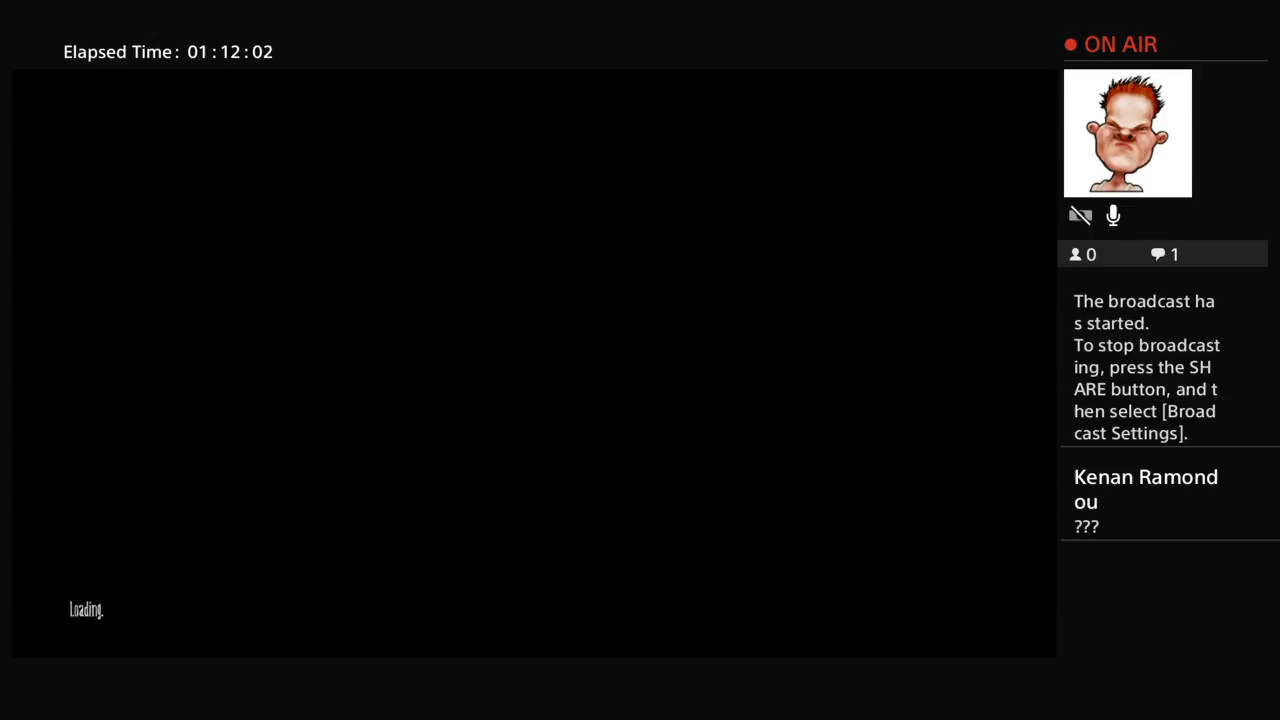 Elapsed Time: 01:12:02
ON AIR
0 1
The broadcast ha
s started.
To stop broadcast
ing, press the SH
ARE button, and t
hen select [Broad
cast Settings].
Kenan Ramond
ou
???
Loading.